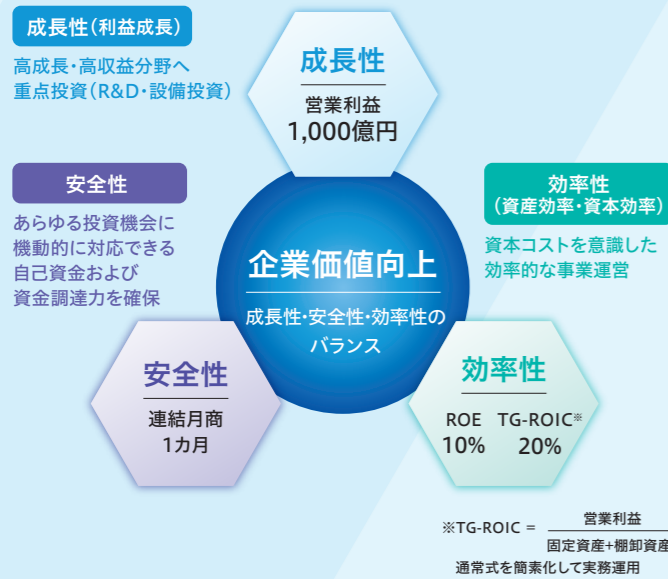 成長性(利益成長)
高成長・高収益分野へ
重点投資(R&D・設備投資)
成長性
営業利益
1,000億円
安全性
あらゆる投資機会に
機動的に対応できる
自己資金および
資金調達力を確保
効率性
(資産効率・資本効率)
資本コストを意識した
効率的な事業運営
企業価値向上
成長性・安全性・効率性の
バランス
安全性
連結月商
1カ月
効率性
ROE TG-ROIC※
10% 20%
※TG-ROIC = 営業利益
固定資産+棚卸資産
通常式を簡素化して実務運用